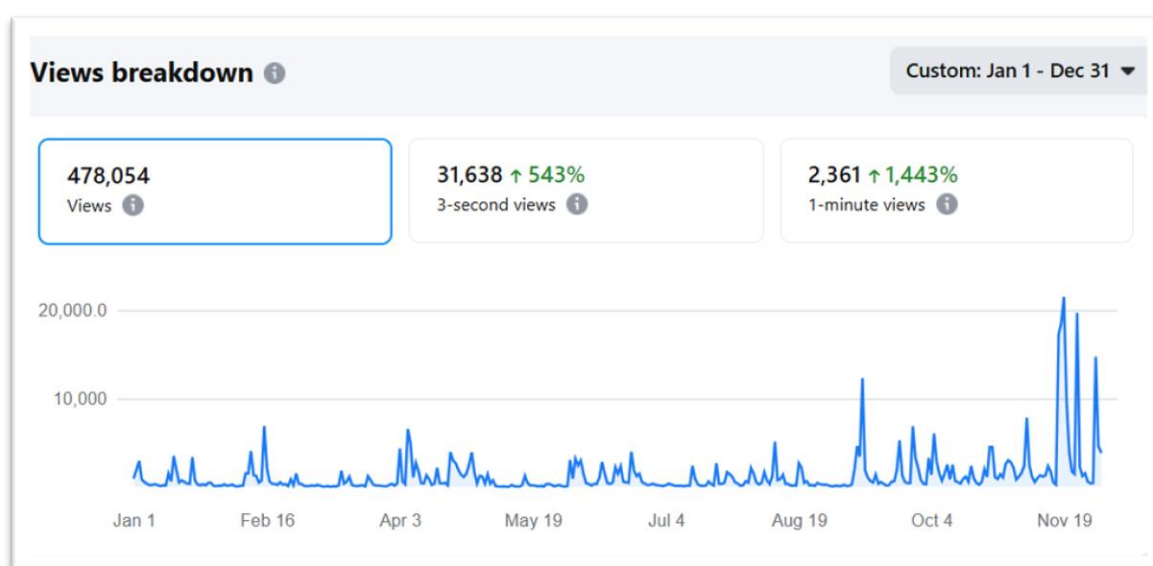 Views breakdown
Custom: Jan 1 - Dec 31
478,054
Views
31,638 ↑ 543%
3-second views
2,361 ↑ 1,443%
1-minute views
20,000.0
10,000
Jan 1 Feb 16 Apr 3 May 19 Jul 4 Aug 19 Oct 4 Nov 19